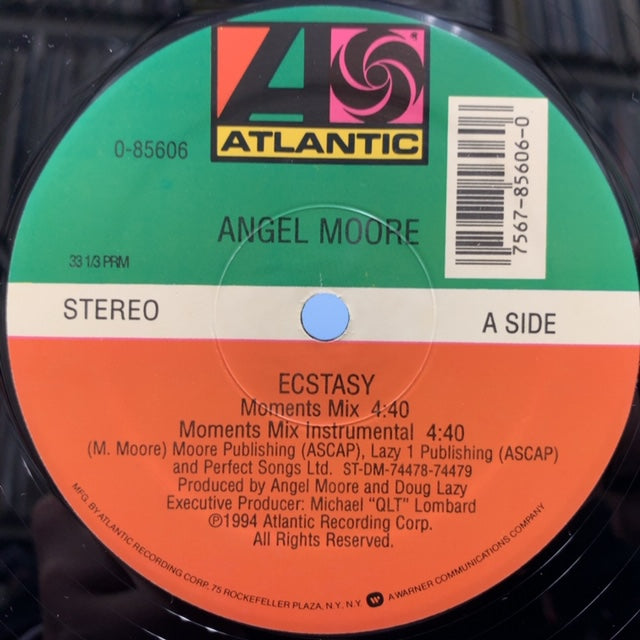 ATLANTIC
0-85606
7567-85606-0
ANGEL MOORE
33 1/3 PRM
STEREO
A SIDE
ECSTASY
Moments Mix 4:40
Moments Mix Instrumental 4:40
(M. Moore) Moore Publishing (ASCAP), Lazy 1 Publishing (ASCAP)
and Perfect Songs Ltd. ST-DM-74478-74479
Produced by Angel Moore and Doug Lazy
Executive Producer: Michael "QLT" Lombard
℗1994 Atlantic Recording Corp.
All Rights Reserved.
MFG. BY ATLANTIC RECORDING CORP., 75 ROCKEFELLER PLAZA, N.Y., N.Y. A WARNER COMMUNICATIONS COMPANY